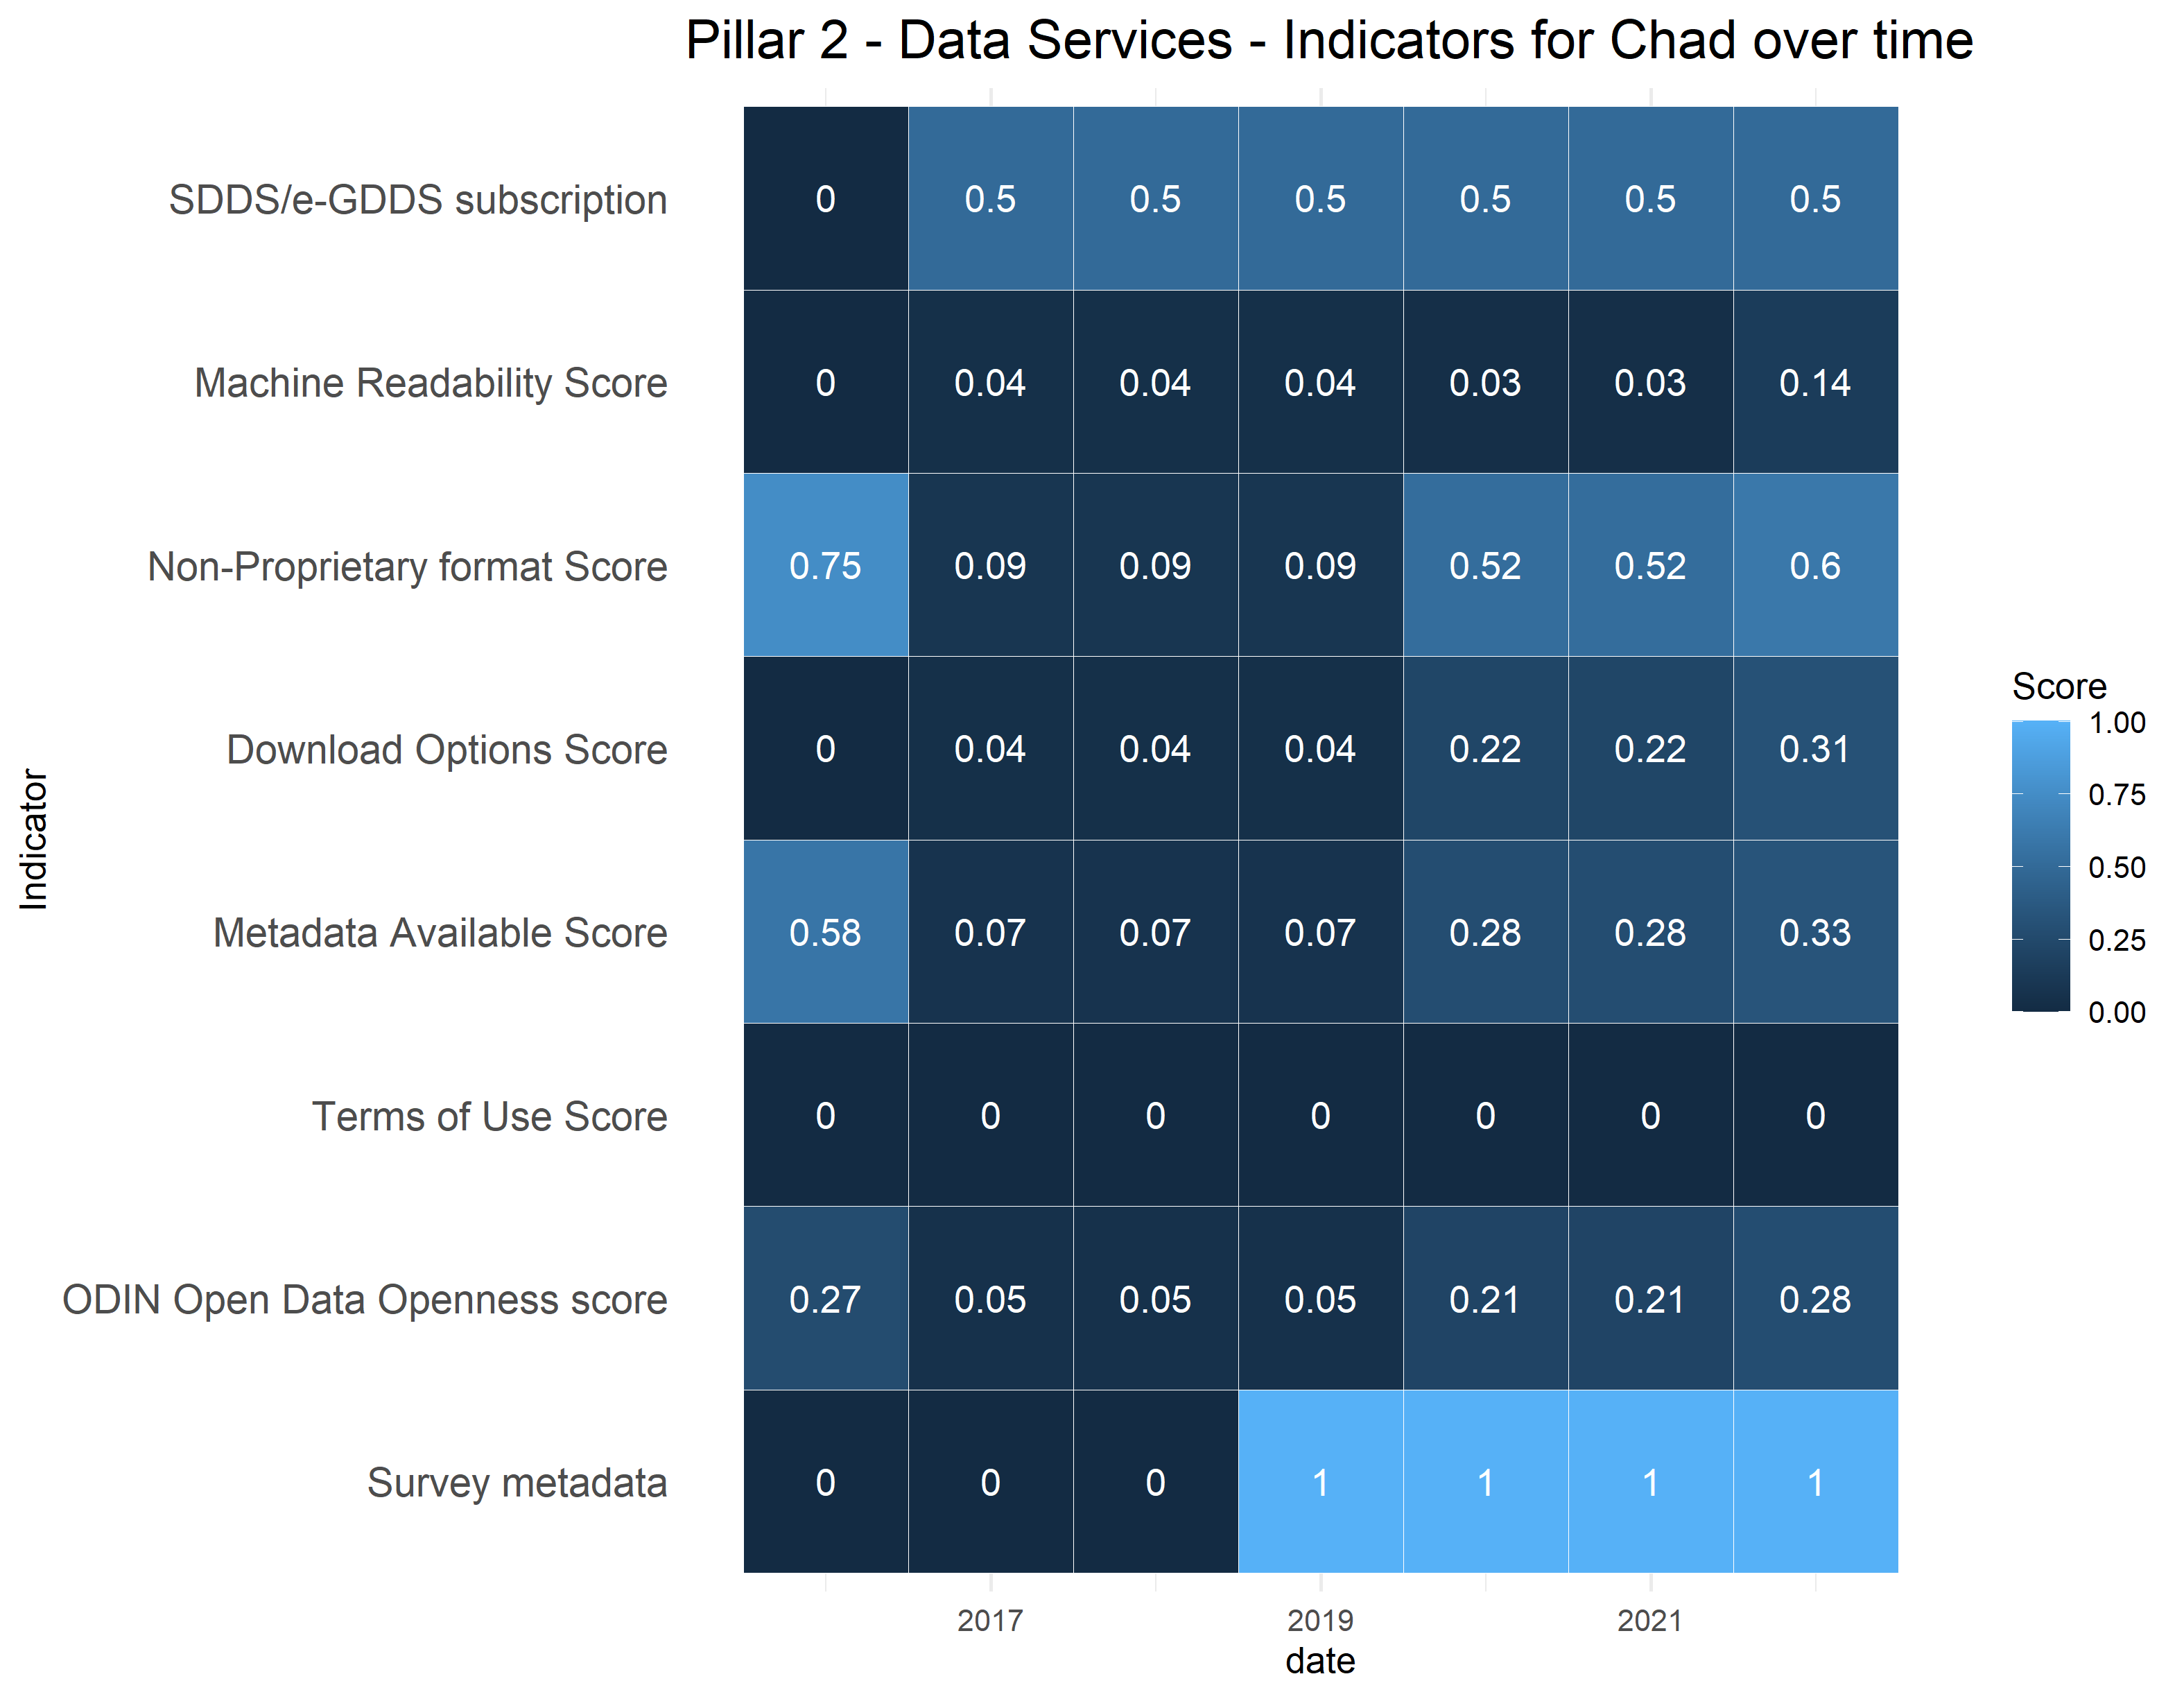 Pillar 2 - Data Services - Indicators for Chad over time
SDDS/e-GDDS subscription 0 0.5 0.5 0.5 0.5 0.5 0.5
Machine Readability Score 0 0.04 0.04 0.04 0.03 0.03 0.14
Non-Proprietary format Score 0.75 0.09 0.09 0.09 0.52 0.52 0.6
Download Options Score 0 0.04 0.04 0.04 0.22 0.22 0.31
Metadata Available Score 0.58 0.07 0.07 0.07 0.28 0.28 0.33
Terms of Use Score 0 0 0 0 0 0 0
ODIN Open Data Openness score 0.27 0.05 0.05 0.05 0.21 0.21 0.28
Survey metadata 0 0 0 1 1 1 1
2017 2019 2021
date
Indicator
Score
1.00
0.75
0.50
0.25
0.00